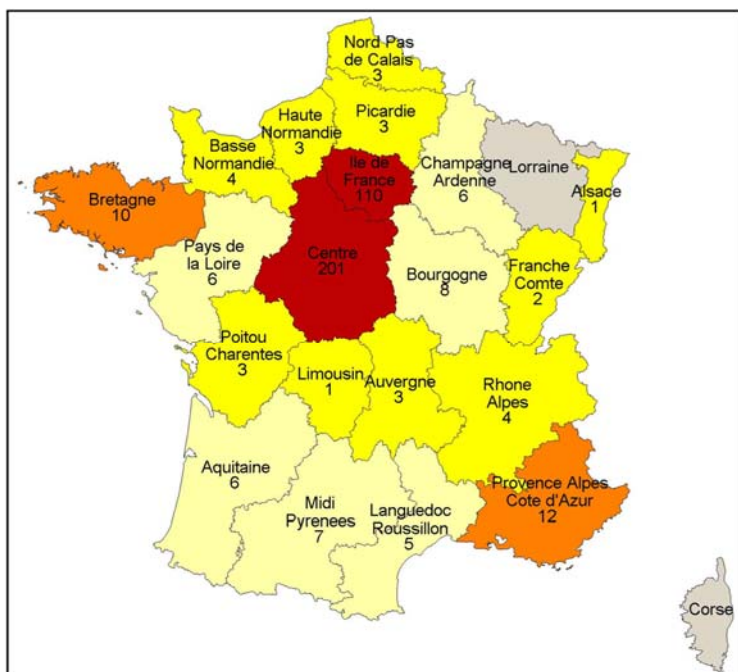 Nord Pas
de Calais
3
Haute
Normandie
3
Picardie
3
Basse
Normandie
4
Ile de
France
110
Champagne
Ardenne
6
Lorraine
Alsace
1
Bretagne
10
Pays de
la Loire
6
Centre
201
Bourgogne
8
Franche
Comte
2
Poitou
Charentes
3
Limousin
1
Auvergne
3
Rhone
Alpes
4
Aquitaine
6
Midi
Pyrenees
7
Languedoc
Roussillon
5
Provence Alpes
Cote d'Azur
12
Corse